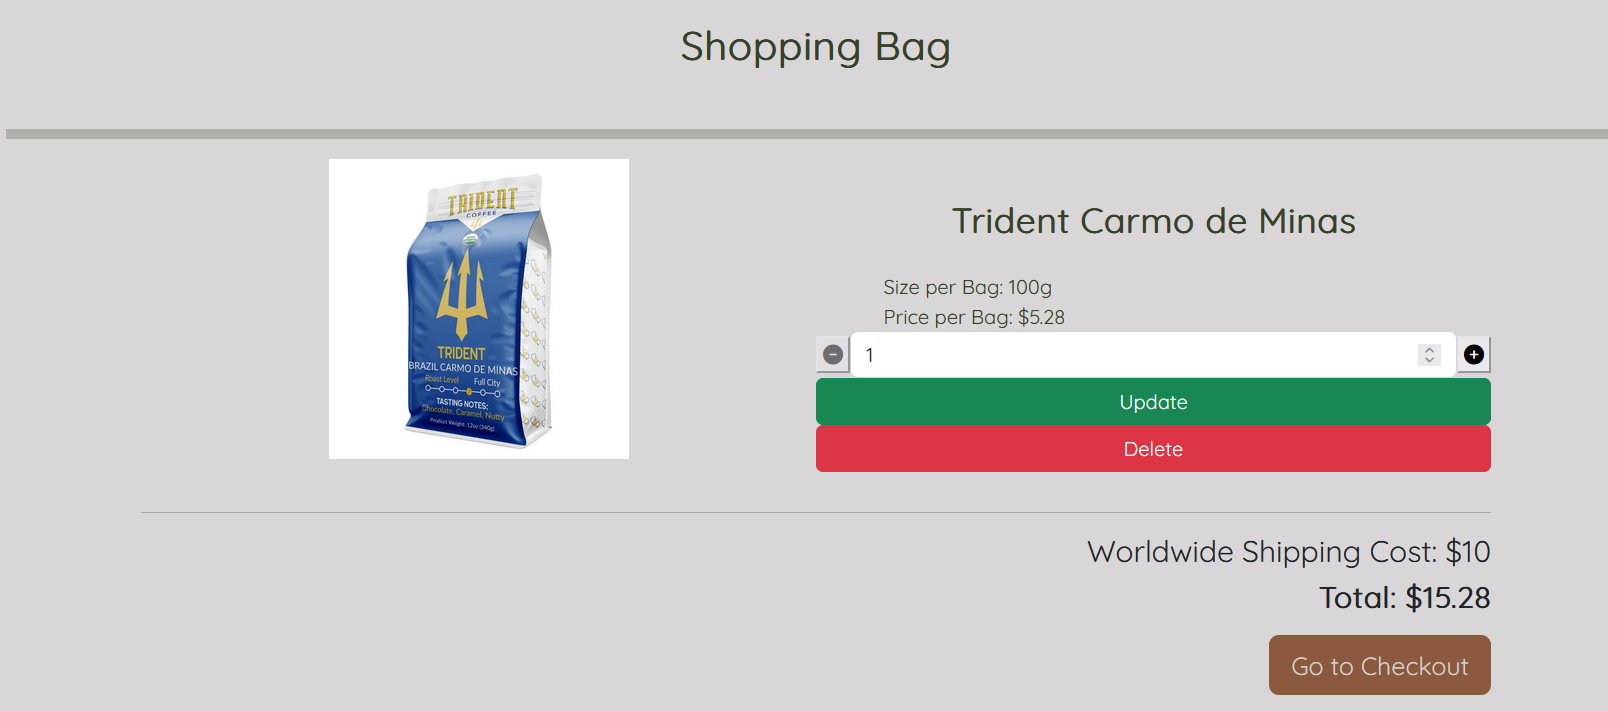 Shopping Bag
TRIDENT
COFFEE
TRIDENT
BRAZIL CARMO DE MINAS
Roast Level Full City
TASTING NOTES:
Chocolate, Caramel, Nutty
Product Weight: 12oz (340g)
Trident Carmo de Minas
Size per Bag: 100g
Price per Bag: $5.28
1
Update
Delete
Worldwide Shipping Cost: $10
Total: $15.28
Go to Checkout